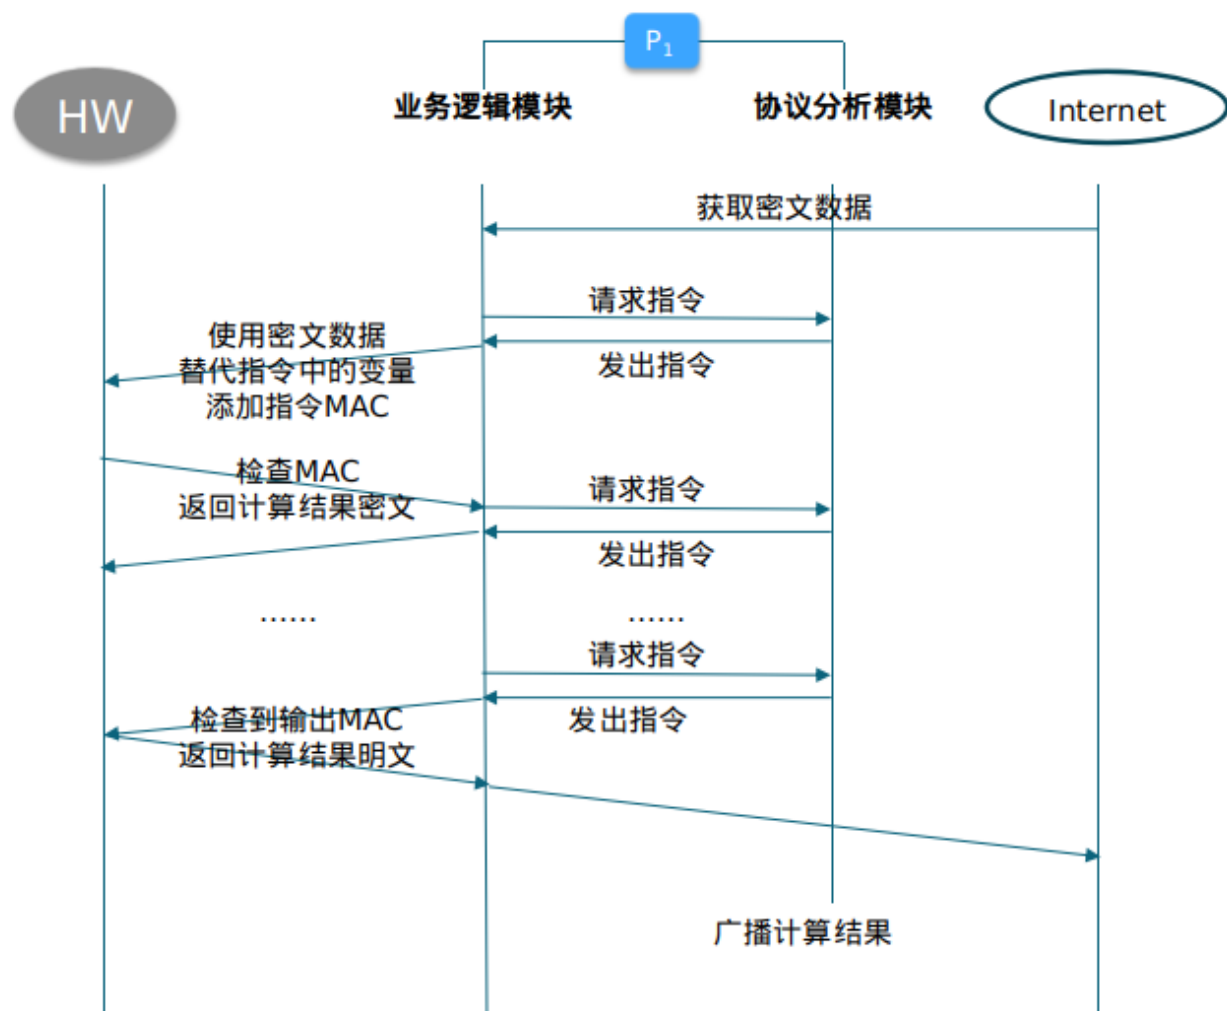 P₁
HW
业务逻辑模块
协议分析模块
Internet
获取密文数据
请求指令
使用密文数据
替代指令中的变量
添加指令MAC
发出指令
检查MAC
返回计算结果密文
请求指令
发出指令
......
......
请求指令
检查到输出MAC
返回计算结果明文
发出指令
广播计算结果